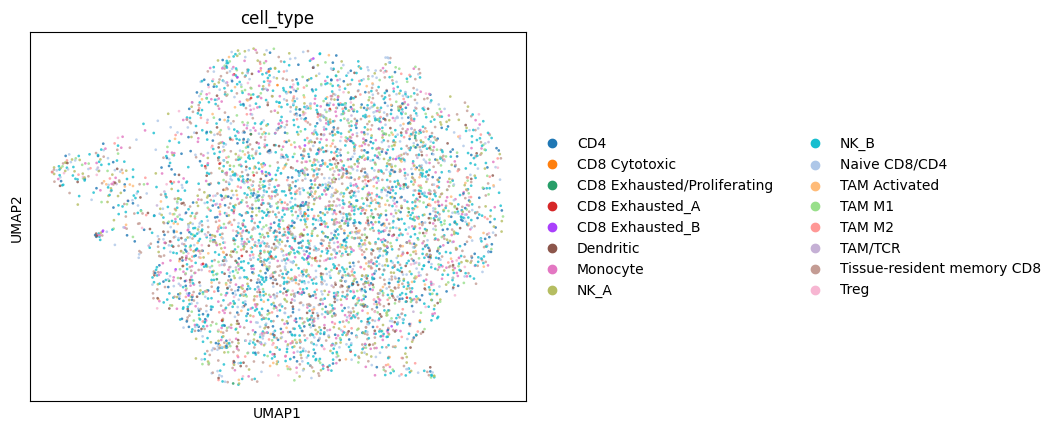 cell_type
UMAP2
UMAP1
CD4
CD8 Cytotoxic
CD8 Exhausted/Proliferating
CD8 Exhausted_A
CD8 Exhausted_B
Dendritic
Monocyte
NK_A
NK_B
Naive CD8/CD4
TAM Activated
TAM M1
TAM M2
TAM/TCR
Tissue-resident memory CD8
Treg